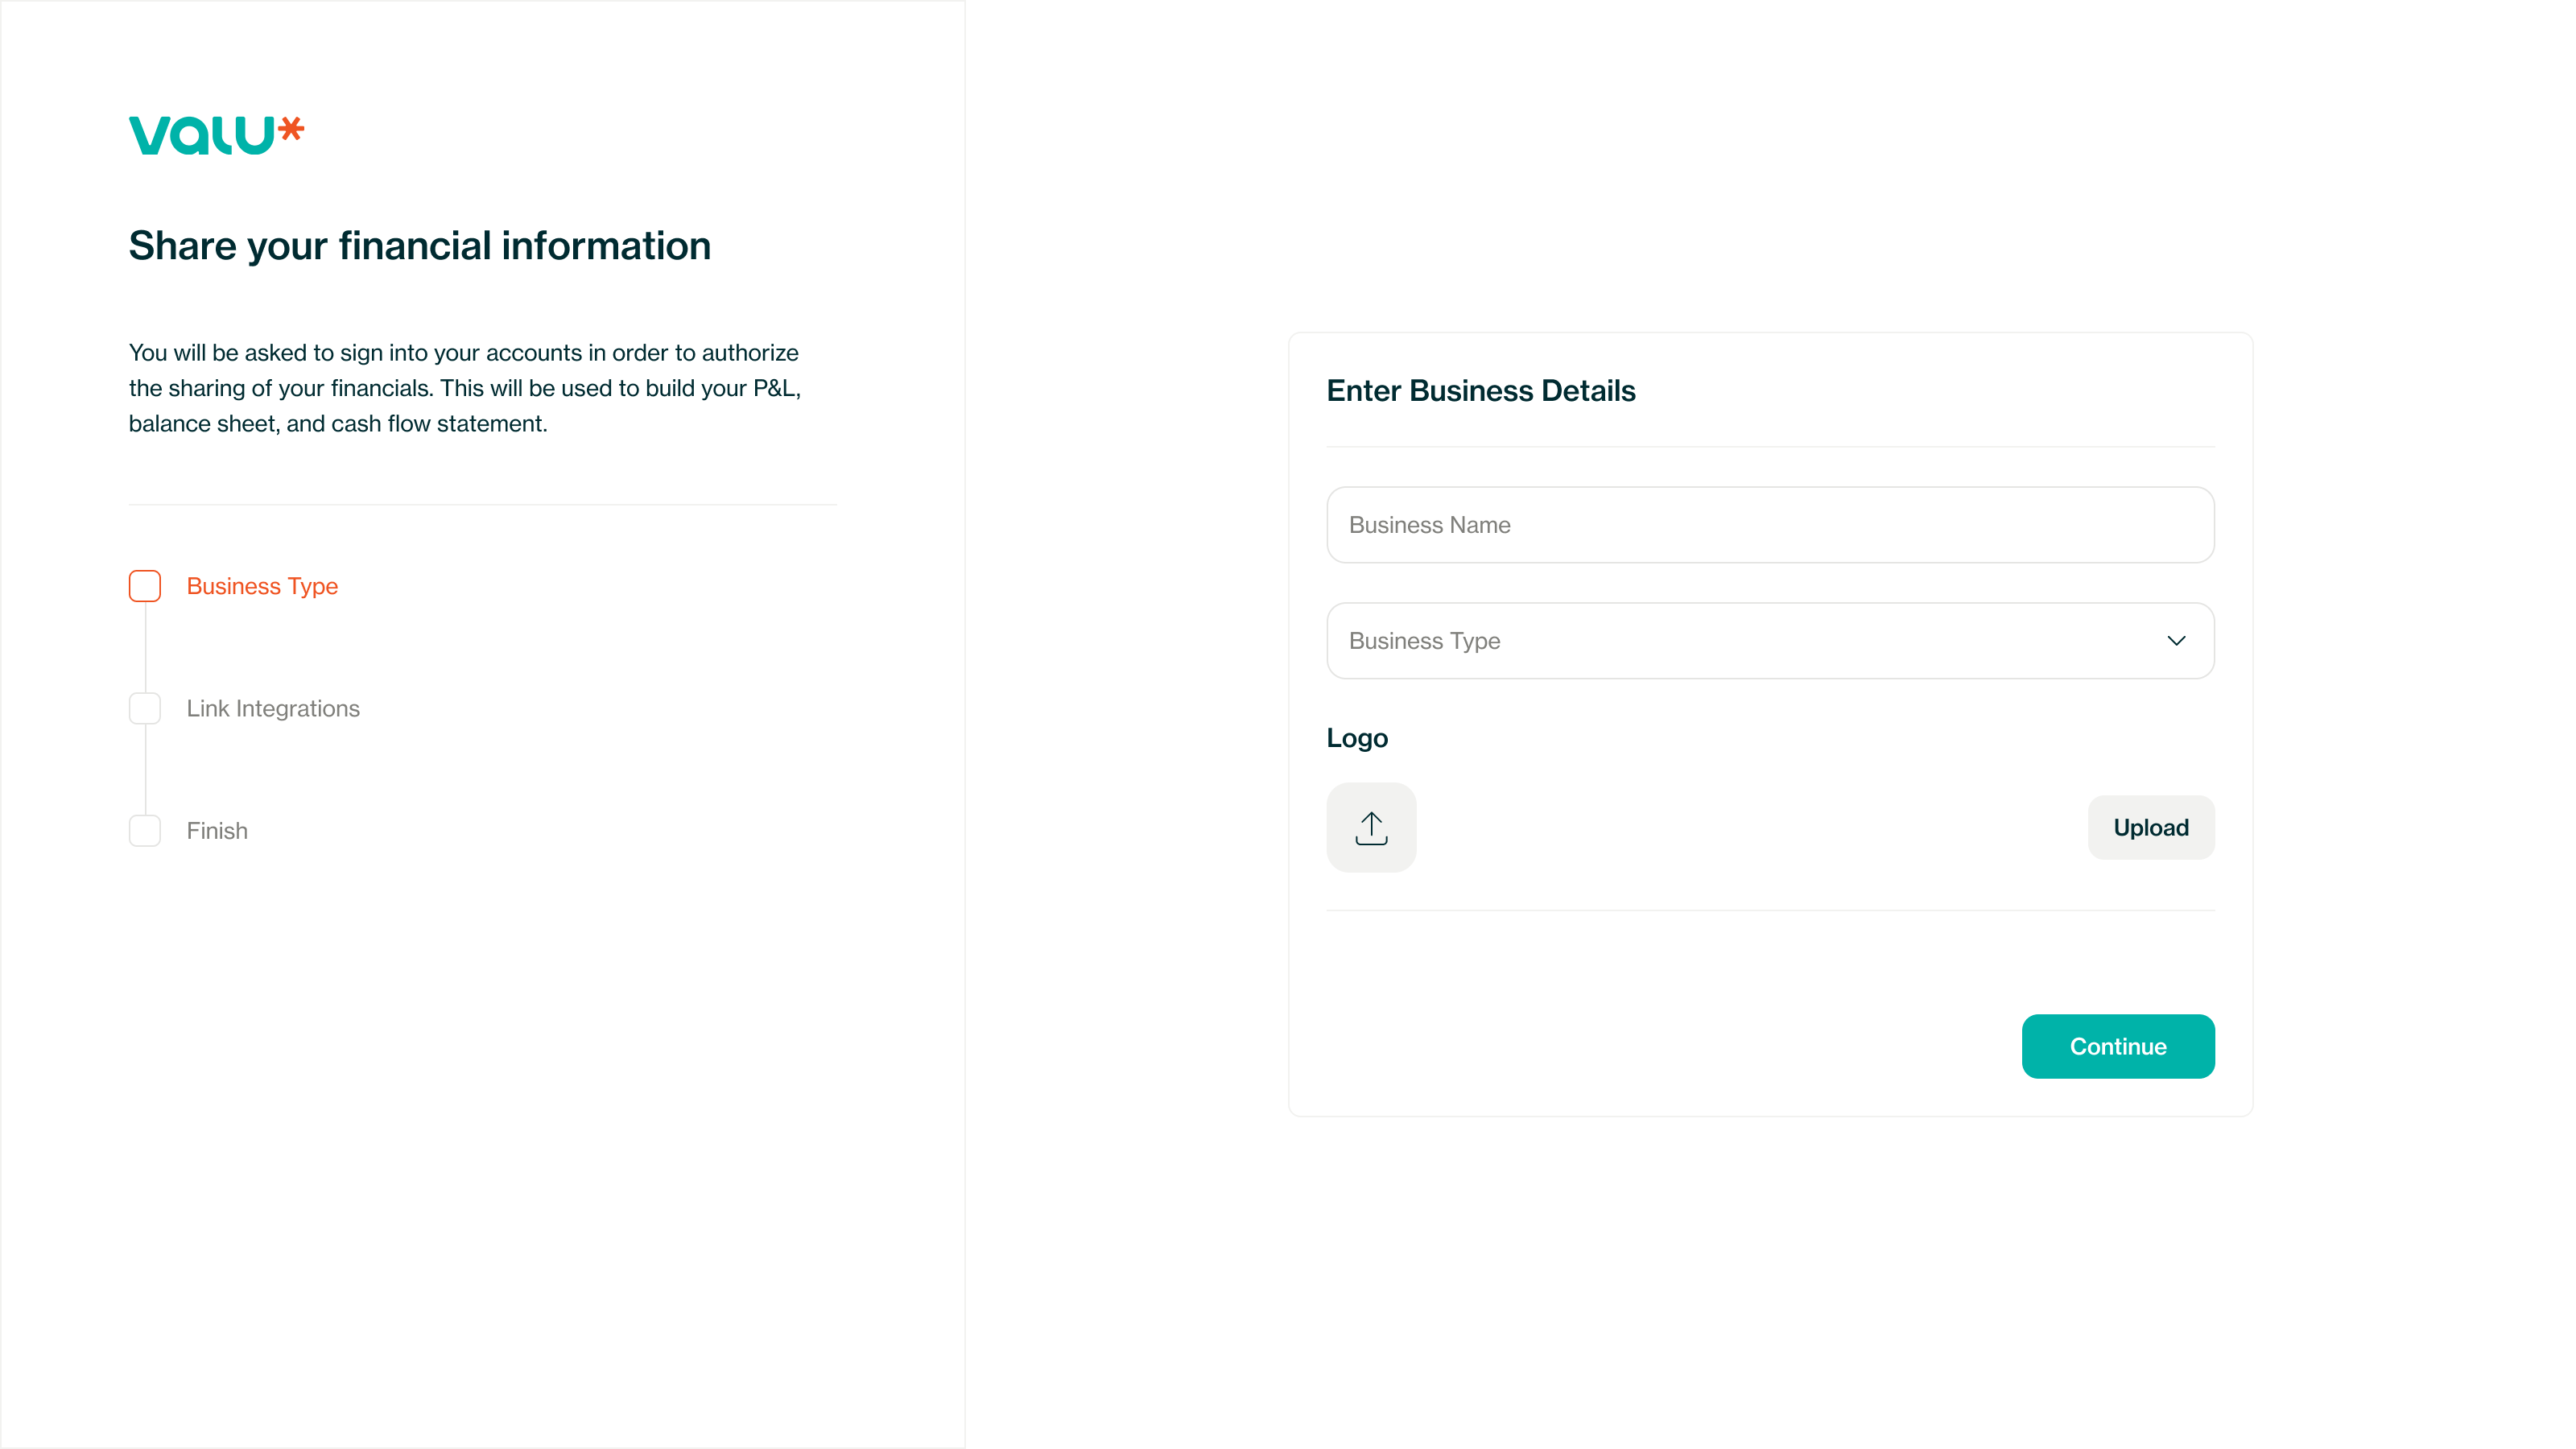 valu*
Share your financial information
You will be asked to sign into your accounts in order to authorize
the sharing of your financials. This will be used to build your P&L,
balance sheet, and cash flow statement.
Business Type
Link Integrations
Finish
Enter Business Details
Business Name
Business Type
Logo
Upload
Continue